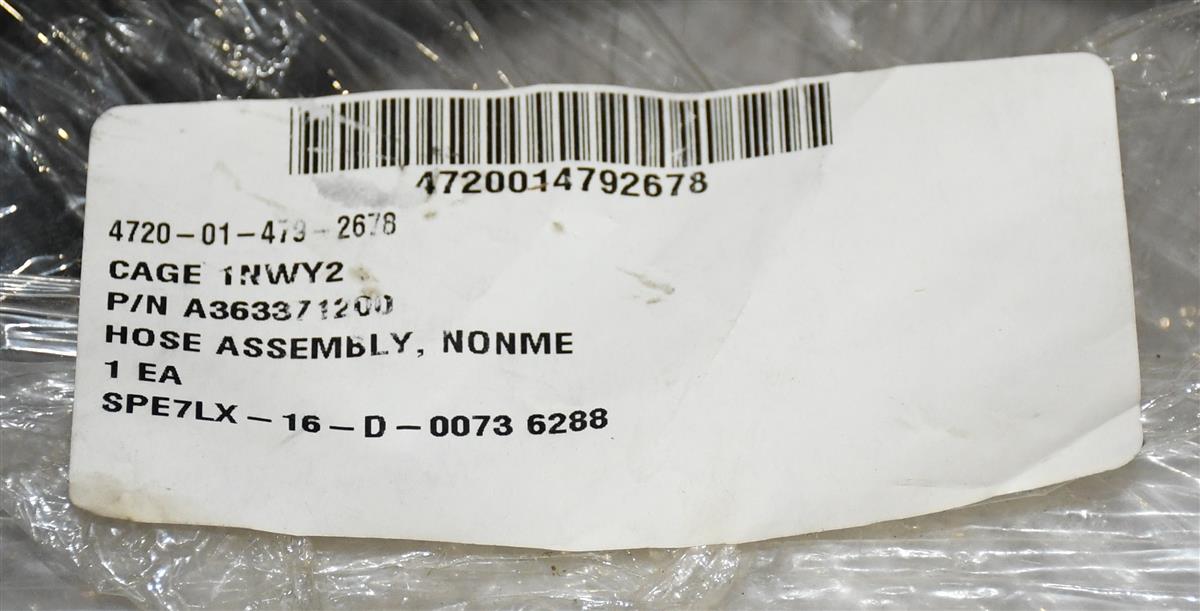 4720014792678
4720-01-479-2678
CAGE 1NWY2
P/N A363371200
HOSE ASSEMBLY, NONME
1 EA
SPE7LX-16-D-0073 6288